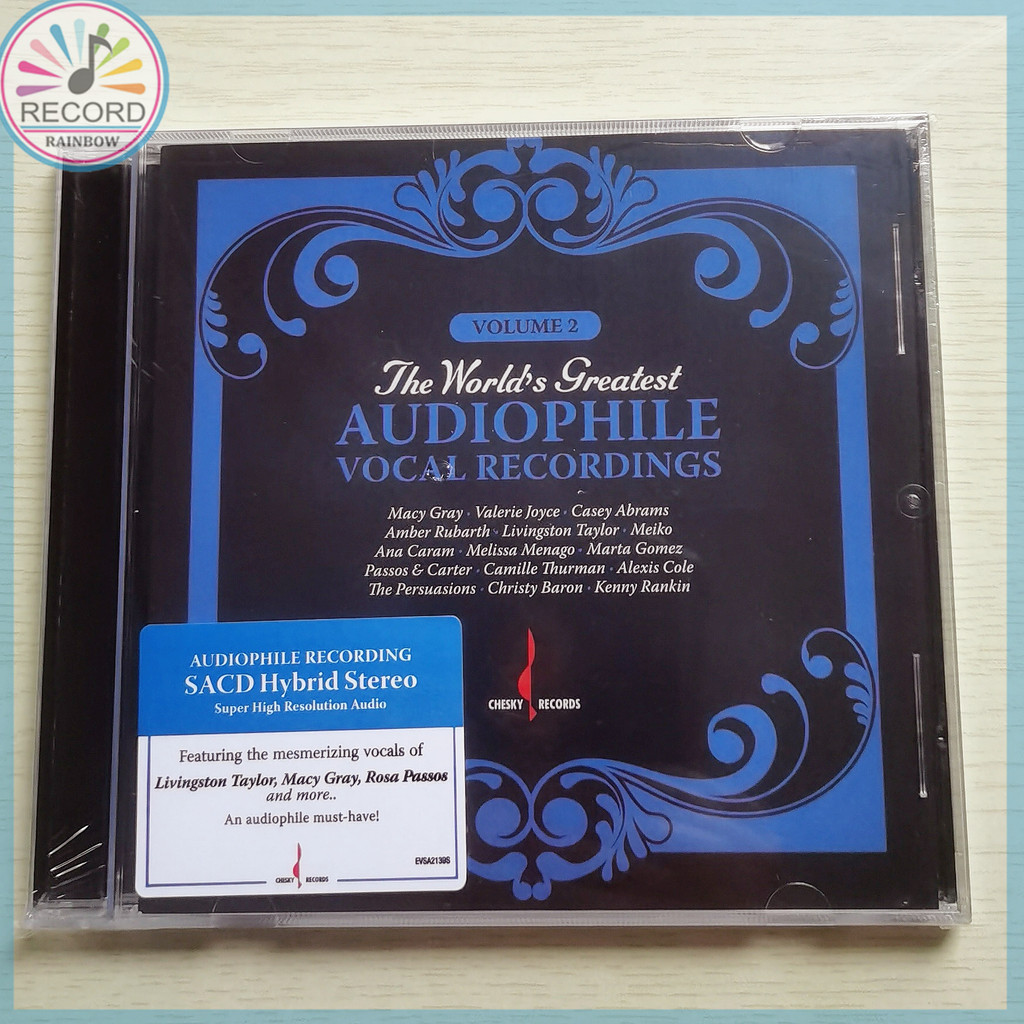 RECORD
RAINBOW
VOLUME 2
The World's Greatest
AUDIOPHILE
VOCAL RECORDINGS
Macy Gray · Valerie Joyce · Casey Abrams
Amber Rubarth · Livingston Taylor · Meiko
Ana Caram · Melissa Menago · Marta Gomez
Passos & Carter · Camille Thurman · Alexis Cole
The Persuasions · Christy Baron · Kenny Rankin
CHESKY RECORDS
AUDIOPHILE RECORDING
SACD Hybrid Stereo
Super High Resolution Audio
Featuring the mesmerizing vocals of
Livingston Taylor, Macy Gray, Rosa Passos
and more..
An audiophile must-have!
EVSA2139S
CHESKY RECORDS